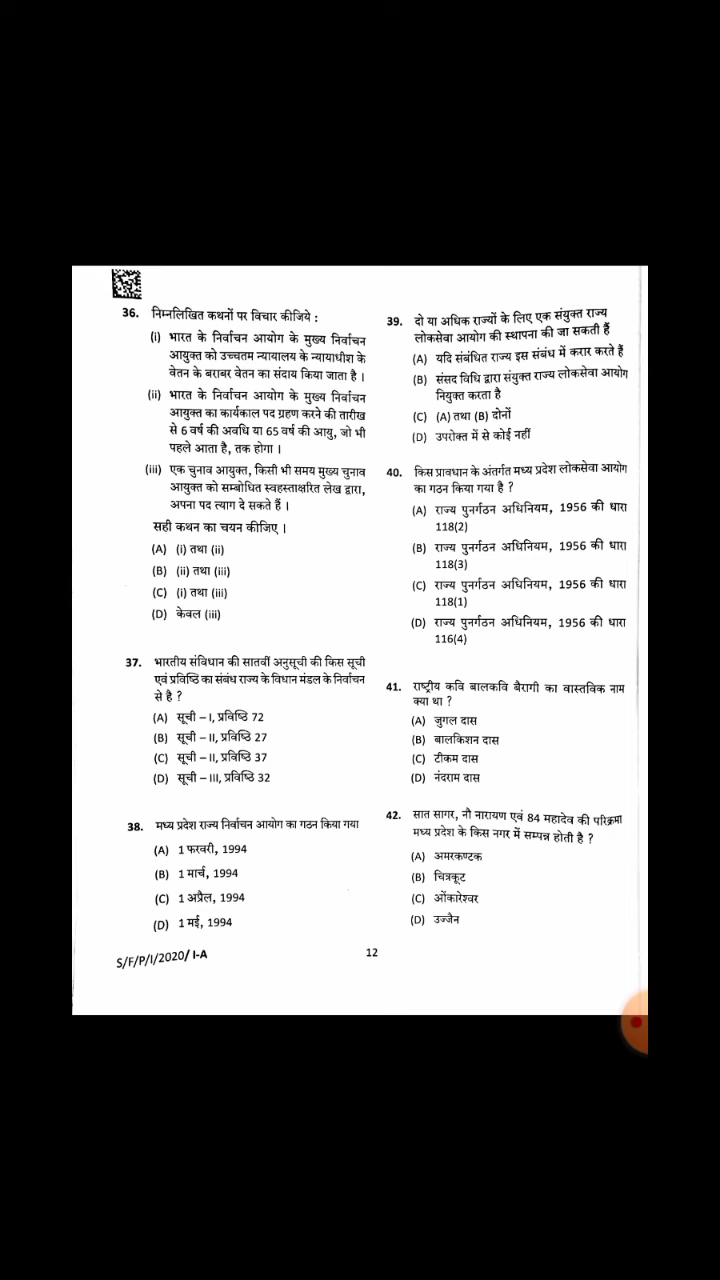 36. निम्नलिखित कथनों पर विचार कीजिये :
(i) भारत के निर्वाचन आयोग के मुख्य निर्वाचन
आयुक्त को उच्चतम न्यायालय के न्यायाधीश के
वेतन के बराबर वेतन का संदाय किया जाता है ।
(ii) भारत के निर्वाचन आयोग के मुख्य निर्वाचन
आयुक्त का कार्यकाल पद ग्रहण करने की तारीख
से 6 वर्ष की अवधि या 65 वर्ष की आयु, जो भी
पहले आता है, तक होगा ।
(iii) एक चुनाव आयुक्त, किसी भी समय मुख्य चुनाव
आयुक्त को सम्बोधित स्वहस्ताक्षरित लेख द्वारा,
अपना पद त्याग दे सकते हैं ।
सही कथन का चयन कीजिए ।
(A) (i) तथा (ii)
(B) (ii) तथा (iii)
(C) (i) तथा (iii)
(D) केवल (iii)
37. भारतीय संविधान की सातवीं अनुसूची की किस सूची
एवं प्रविष्ठि का संबंध राज्य के विधान मंडल के निर्वाचन
से है ?
(A) सूची – I, प्रविष्ठि 72
(B) सूची – II, प्रविष्ठि 27
(C) सूची – II, प्रविष्ठि 37
(D) सूची – III, प्रविष्ठि 32
38. मध्य प्रदेश राज्य निर्वाचन आयोग का गठन किया गया
(A) 1 फरवरी, 1994
(B) 1 मार्च, 1994
(C) 1 अप्रैल, 1994
(D) 1 मई, 1994
39. दो या अधिक राज्यों के लिए एक संयुक्त राज्य
लोकसेवा आयोग की स्थापना की जा सकती हैं
(A) यदि संबंधित राज्य इस संबंध में करार करते हैं
(B) संसद विधि द्वारा संयुक्त राज्य लोकसेवा आयोग
नियुक्त करता है
(C) (A) तथा (B) दोनों
(D) उपरोक्त में से कोई नहीं
40. किस प्रावधान के अंतर्गत मध्य प्रदेश लोकसेवा आयोग
का गठन किया गया है ?
(A) राज्य पुनर्गठन अधिनियम, 1956 की धारा
118(2)
(B) राज्य पुनर्गठन अधिनियम, 1956 की धारा
118(3)
(C) राज्य पुनर्गठन अधिनियम, 1956 की धारा
118(1)
(D) राज्य पुनर्गठन अधिनियम, 1956 की धारा
116(4)
41. राष्ट्रीय कवि बालकवि बैरागी का वास्तविक नाम
क्या था ?
(A) जुगल दास
(B) बालकिशन दास
(C) टीकम दास
(D) नंदराम दास
42. सात सागर, नौ नारायण एवं 84 महादेव की परिक्रमा
मध्य प्रदेश के किस नगर में सम्पन्न होती है ?
(A) अमरकण्टक
(B) चित्रकूट
(C) ओंकारेश्वर
(D) उज्जैन
S/F/P/I/2020/ I-A
12